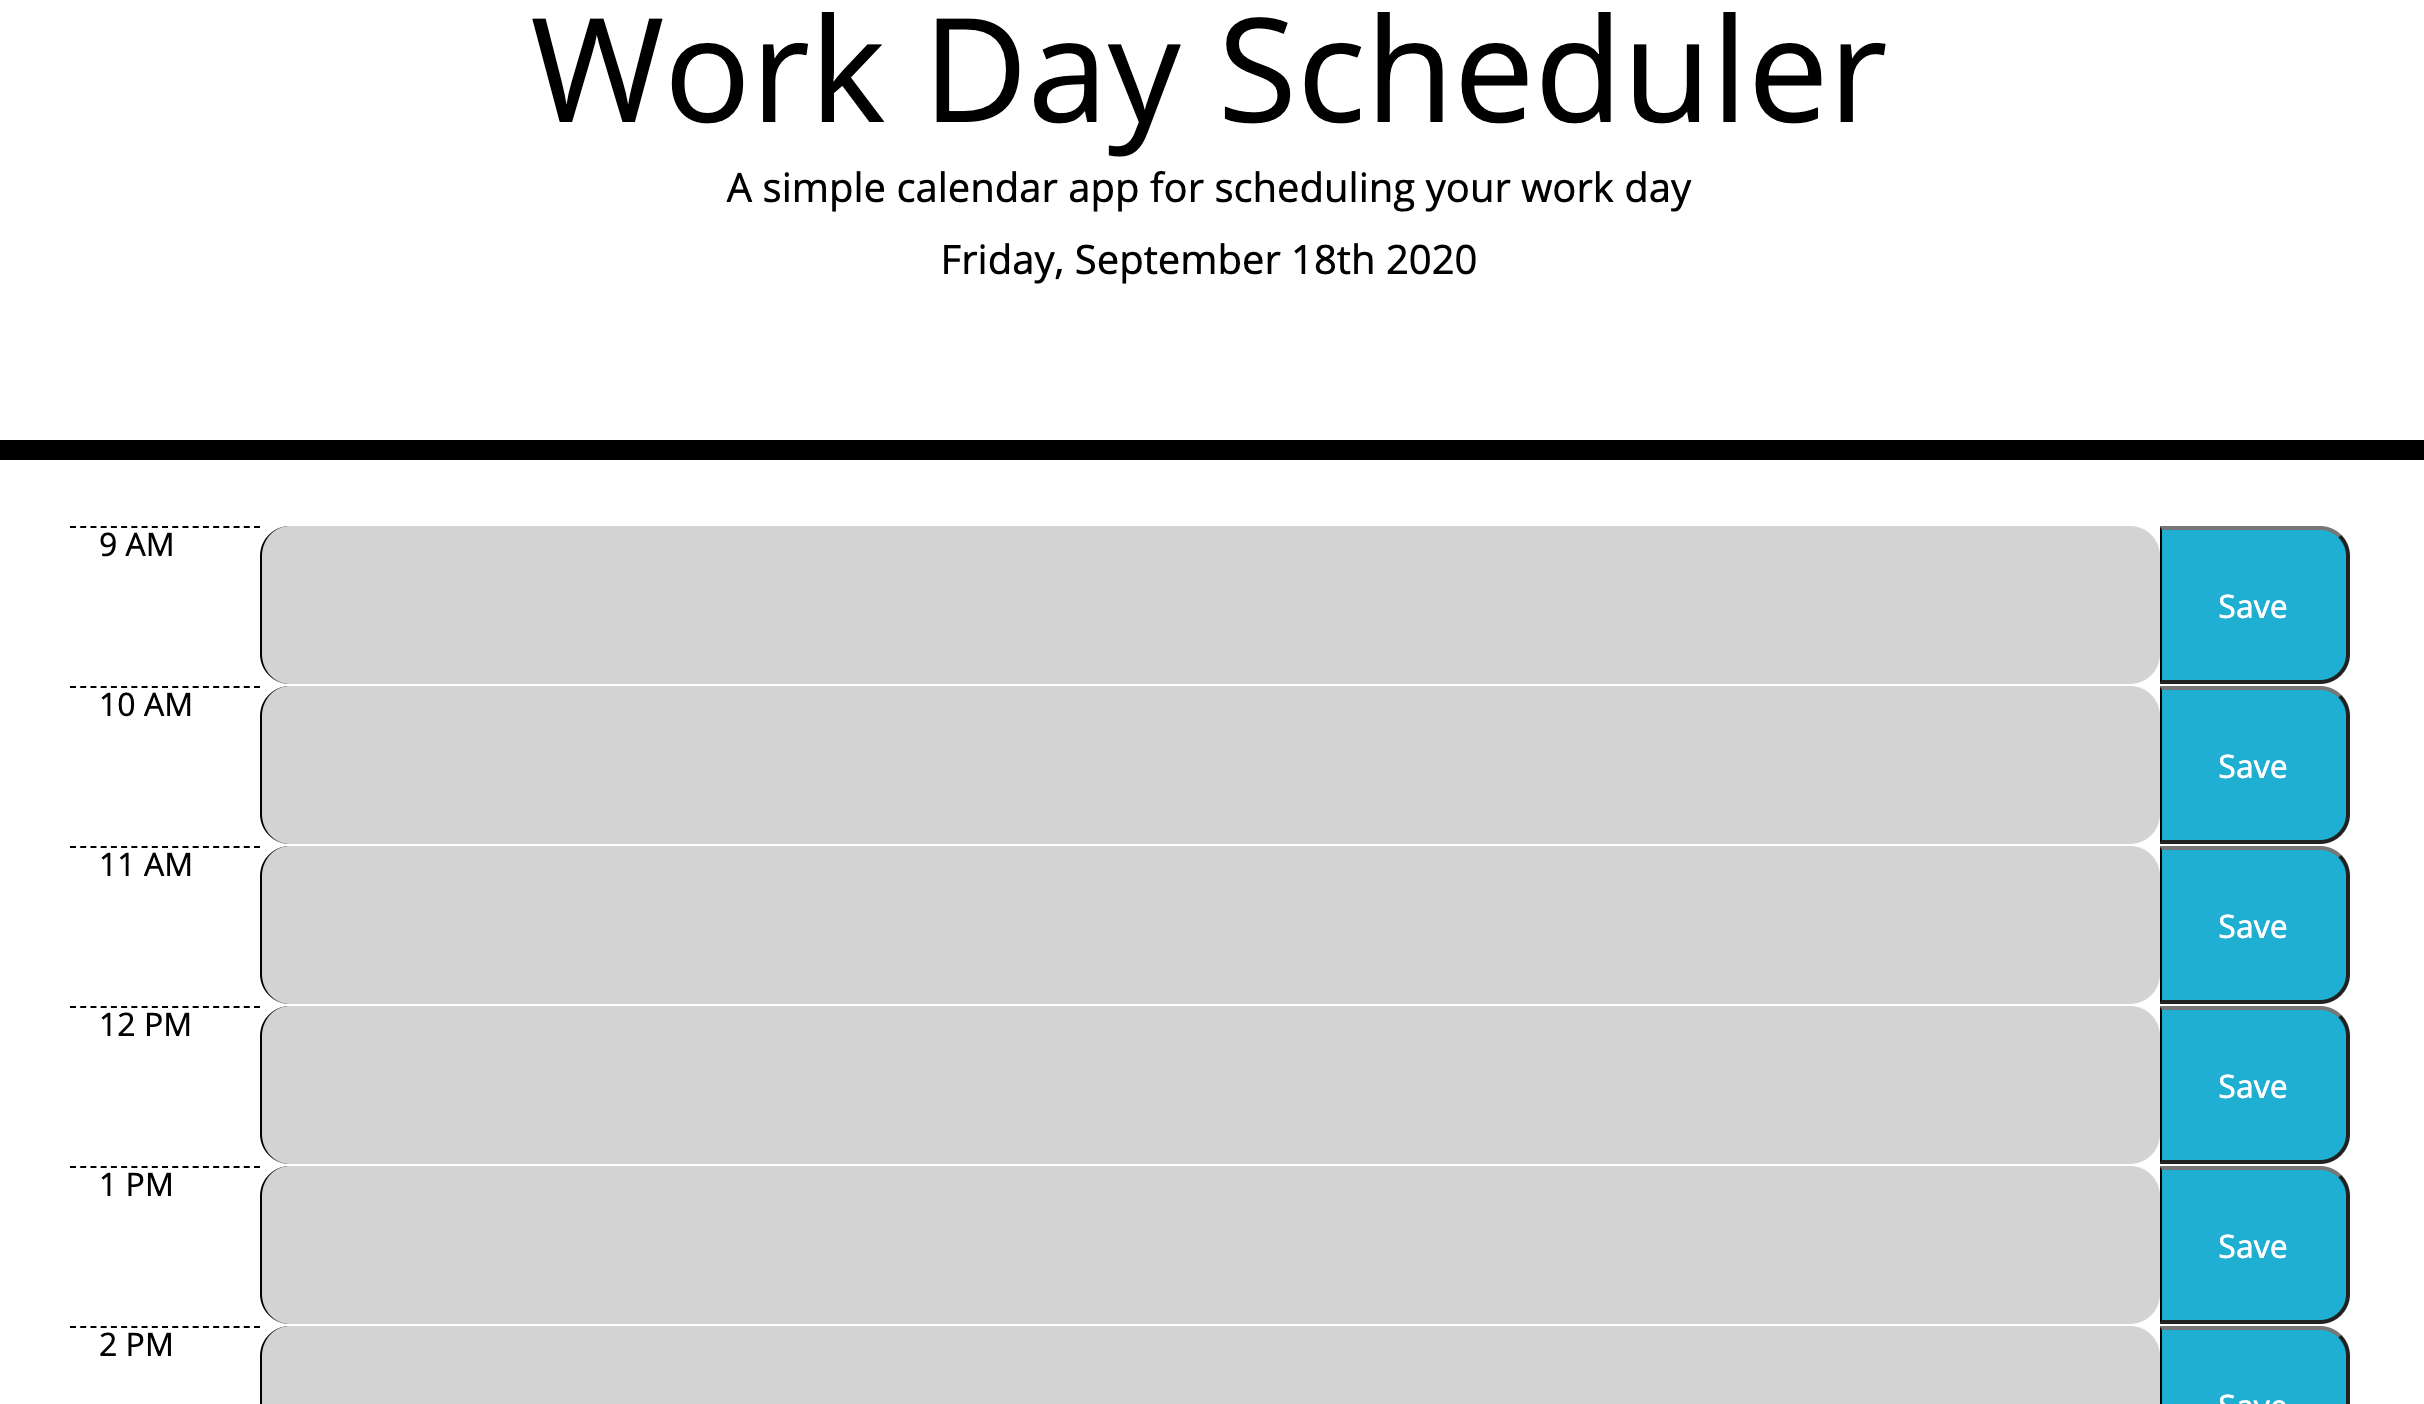 Work Day Scheduler
A simple calendar app for scheduling your work day
Friday, September 18th 2020
9 AM
Save
10 AM
Save
11 AM
Save
12 PM
Save
1 PM
Save
2 PM
Save